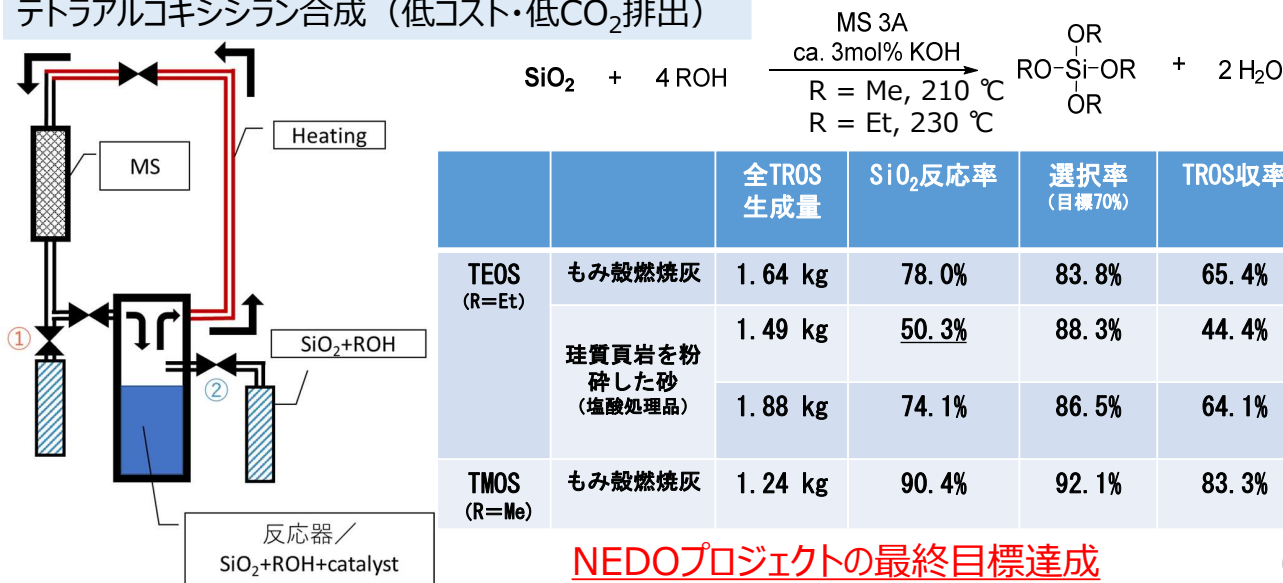 テトラアルコキシシラン合成（低コスト・低CO₂排出）
Heating
MS
①
②
SiO₂+ROH
反応器／
SiO₂+ROH+catalyst
SiO₂ + 4 ROH
MS 3A
ca. 3mol% KOH
R = Me, 210 ℃
R = Et, 230 ℃
OR
RO-Si-OR + 2 H₂O
OR
全TROS
生成量
SiO₂反応率
選択率
（目標70%）
TROS収率
TEOS
(R=Et)
もみ殻燃焼灰 1.64 kg 78.0% 83.8% 65.4%
珪質頁岩を粉
砕した砂
（塩酸処理品）
1.49 kg 50.3% 88.3% 44.4%
1.88 kg 74.1% 86.5% 64.1%
TMOS
(R=Me)
もみ殻燃焼灰 1.24 kg 90.4% 92.1% 83.3%
NEDOプロジェクトの最終目標達成